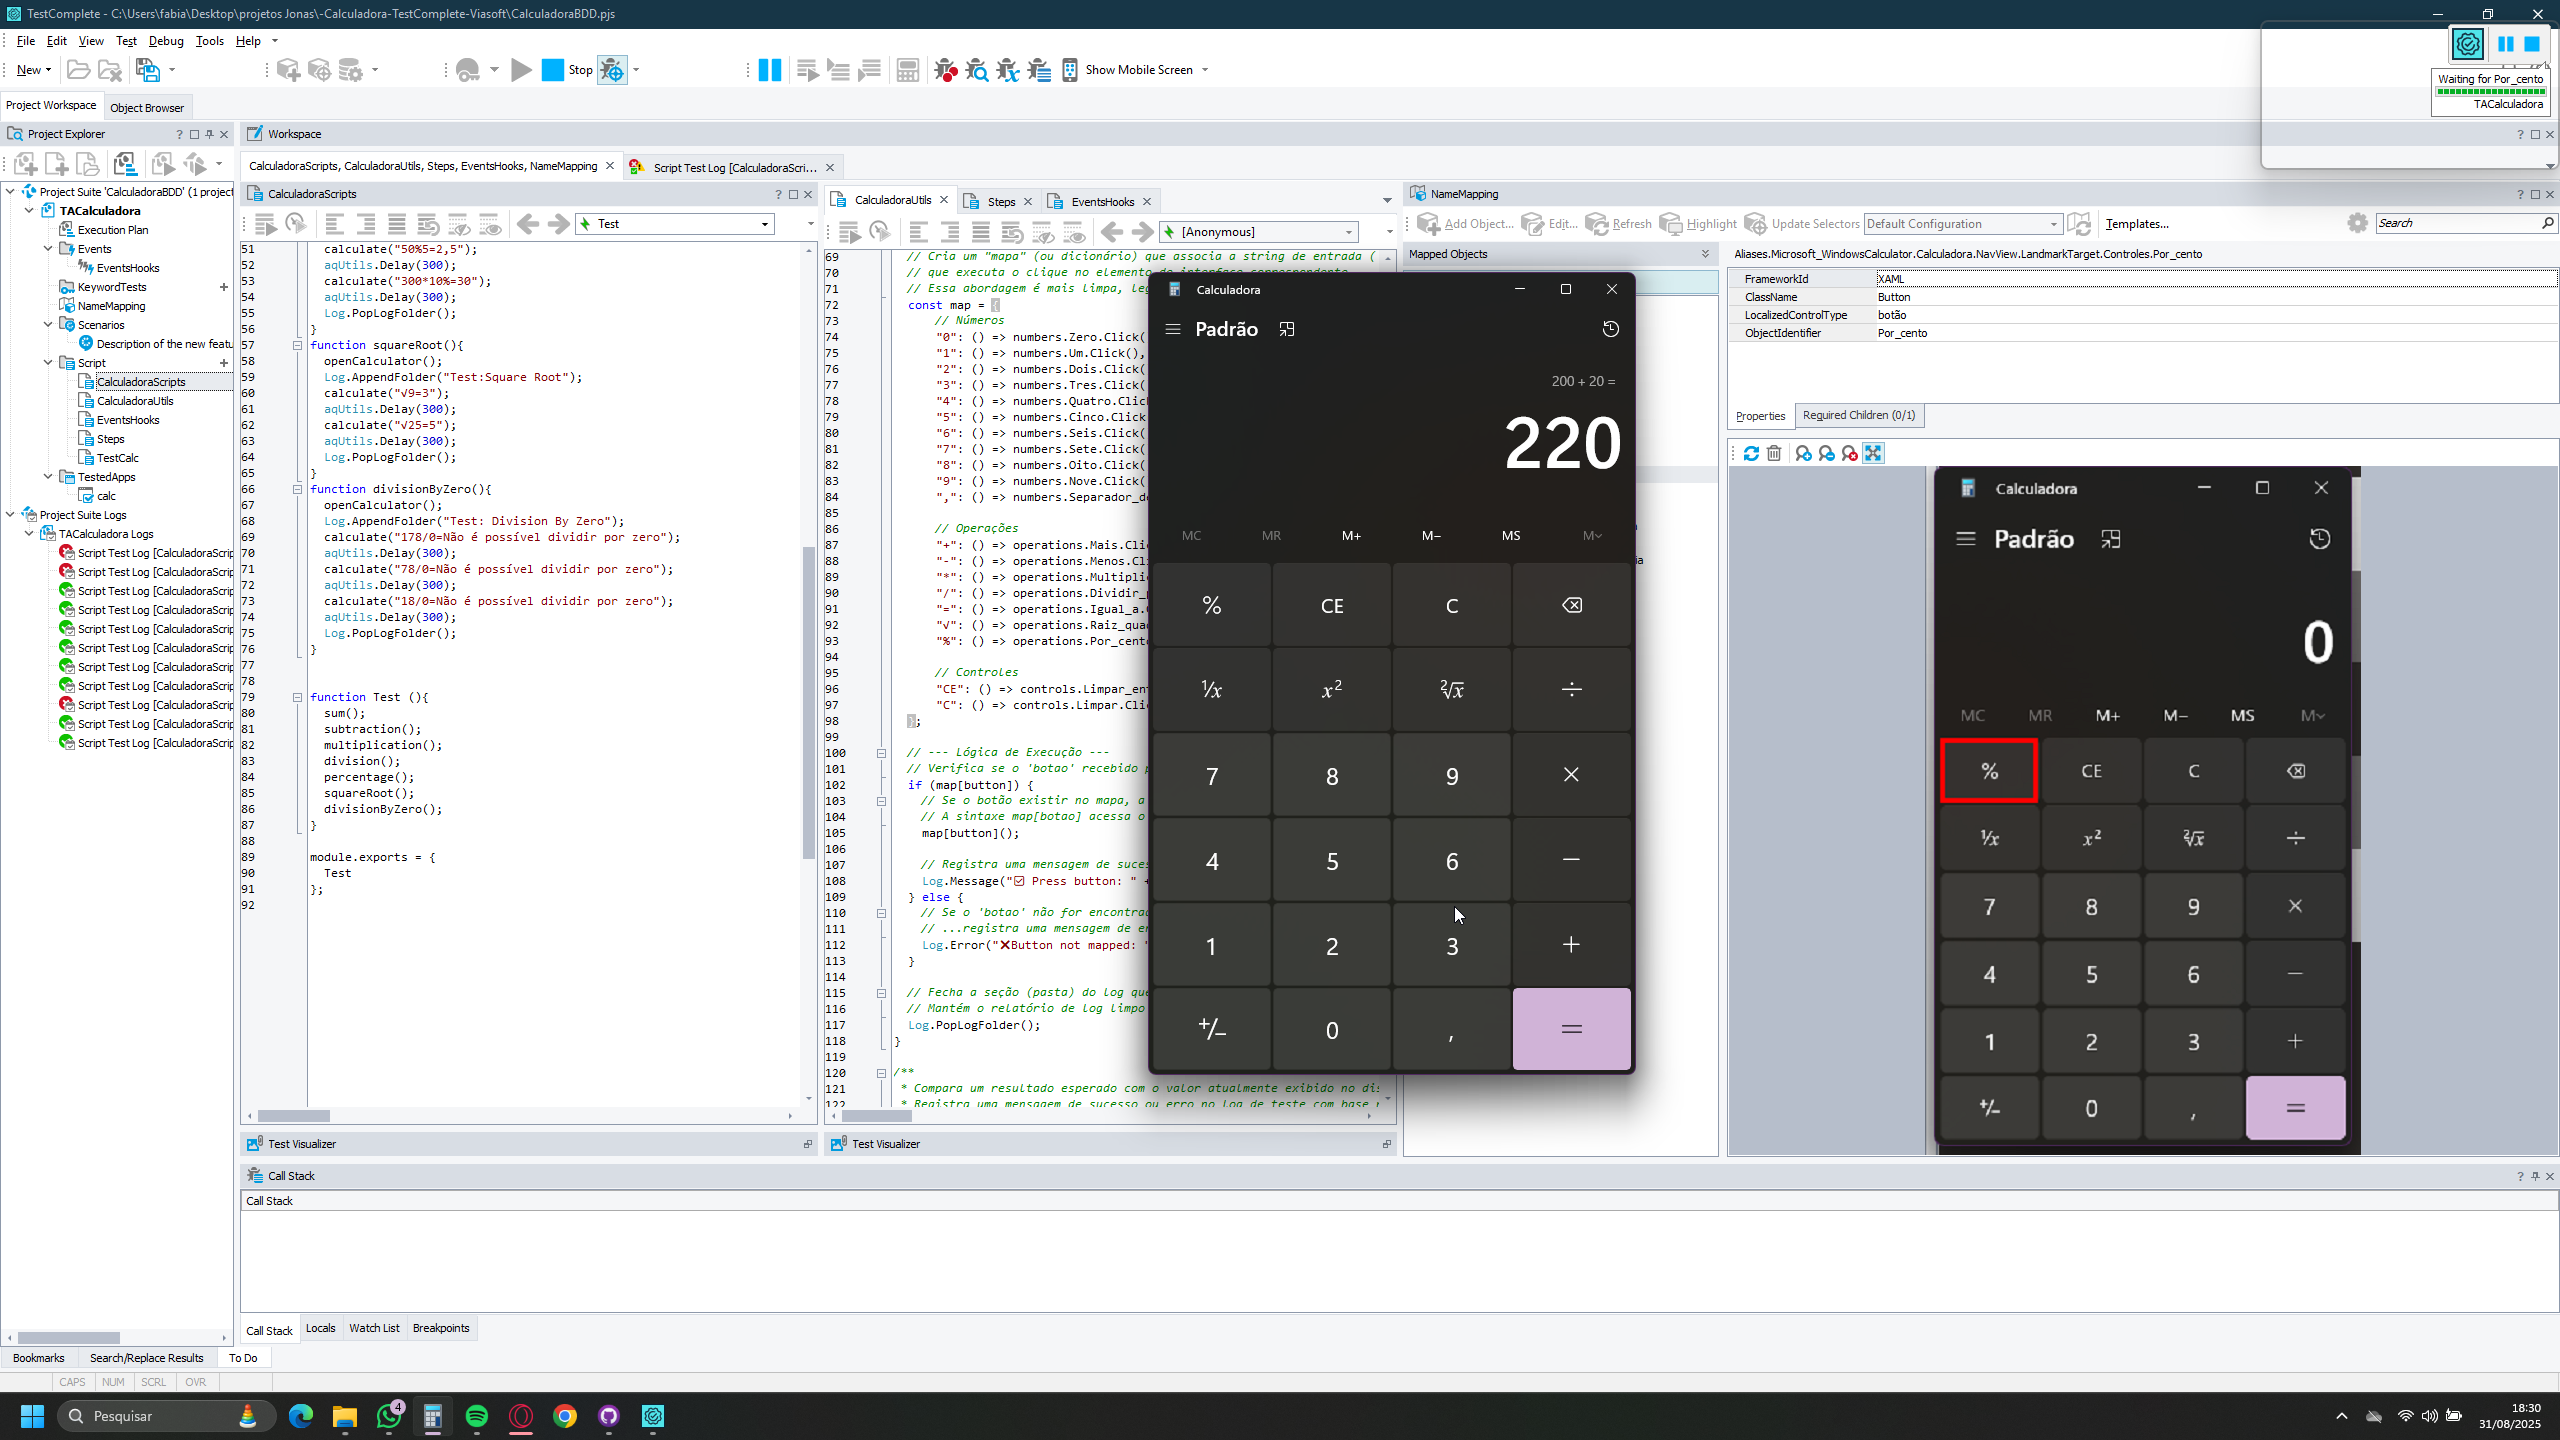 TestComplete - C:\Users\fabia\Desktop\projetos Jonas\-Calculadora-TestComplete-Viasoft\CalculadoraBDD.pjs
File Edit View Test Debug Tools Help
New Stop Show Mobile Screen
Waiting for Por_cento
TACalculadora
Project Workspace Object Browser
Project Explorer
Project Suite 'CalculadoraBDD' (1 project
TACalculadora
Execution Plan
Events
EventsHooks
KeywordTests
NameMapping
Scenarios
Description of the new featu
Script
CalculadoraScripts
CalculadoraUtils
EventsHooks
Steps
TestCalc
TestedApps
calc
Project Suite Logs
TACalculadora Logs
Script Test Log [CalculadoraScrip
Script Test Log [CalculadoraScrip
Script Test Log [CalculadoraScrip
Script Test Log [CalculadoraScrip
Script Test Log [CalculadoraScrip
Script Test Log [CalculadoraScrip
Script Test Log [CalculadoraScrip
Script Test Log [CalculadoraScrip
Script Test Log [CalculadoraScrip
Script Test Log [CalculadoraScrip
Script Test Log [CalculadoraScrip
Workspace
CalculadoraScripts, CalculadoraUtils, Steps, EventsHooks, NameMapping
Script Test Log [CalculadoraScri...
CalculadoraScripts
Test
51 calculate("50%5=2,5");
52 aqUtils.Delay(300);
53 calculate("300*10%=30");
54 aqUtils.Delay(300);
55 Log.PopLogFolder();
56 }
57 function squareRoot(){
58 openCalculator();
59 Log.AppendFolder("Test:Square Root");
60 calculate("√9=3");
61 aqUtils.Delay(300);
62 calculate("√25=5");
63 aqUtils.Delay(300);
64 Log.PopLogFolder();
65 }
66 function divisionByZero(){
67 openCalculator();
68 Log.AppendFolder("Test: Division By Zero");
69 calculate("178/0=Não é possível dividir por zero");
70 aqUtils.Delay(300);
71 calculate("78/0=Não é possível dividir por zero");
72 aqUtils.Delay(300);
73 calculate("18/0=Não é possível dividir por zero");
74 aqUtils.Delay(300);
75 Log.PopLogFolder();
76 }
77
78
79 function Test (){
80 sum();
81 subtraction();
82 multiplication();
83 division();
84 percentage();
85 squareRoot();
86 divisionByZero();
87 }
88
89 module.exports = {
90 Test
91 };
92
Test Visualizer
CalculadoraUtils Steps EventsHooks
[Anonymous]
69 // Cria um "mapa" (ou dicionário) que associa a string de entrada (
70 // que executa o clique no elemento de interface correspondente
71 // Essa abordagem é mais limpa, leg
72 const map = {
73 // Números
74 "0": () => numbers.Zero.Click(
75 "1": () => numbers.Um.Click(),
76 "2": () => numbers.Dois.Click(
77 "3": () => numbers.Tres.Click(
78 "4": () => numbers.Quatro.Clic
79 "5": () => numbers.Cinco.Click
80 "6": () => numbers.Seis.Click(
81 "7": () => numbers.Sete.Click(
82 "8": () => numbers.Oito.Click(
83 "9": () => numbers.Nove.Click(
84 ",": () => numbers.Separador_de
85
86 // Operações
87 "+": () => operations.Mais.Clic
88 "-": () => operations.Menos.Cli
89 "*": () => operations.Multiplic
90 "/": () => operations.Dividir_p
91 "=": () => operations.Igual_a.
92 "√": () => operations.Raiz_qua
93 "%": () => operations.Por_cent
94
95 // Controles
96 "CE": () => controls.Limpar_en
97 "C": () => controls.Limpar.Clic
98 };
99
100 // --- Lógica de Execução ---
101 // Verifica se o 'botao' recebido p
102 if (map[button]) {
103 // Se o botão existir no mapa, a
104 // A sintaxe map[botao] acessa o
105 map[button]();
106
107 // Registra uma mensagem de suces
108 Log.Message("☑ Press button: " +
109 } else {
110 // Se o 'botao' não for encontrad
111 // ...registra uma mensagem de er
112 Log.Error("❌Button not mapped: "
113 }
114
115 // Fecha a seção (pasta) do log que
116 // Mantém o relatório de log limpo
117 Log.PopLogFolder();
118 }
119
120 /**
121 * Compara um resultado esperado com o valor atualmente exibido no dis
122 * Registra uma mensagem de sucesso ou erro no log de teste com base n
Test Visualizer
Calculadora
Padrão
200 + 20 =
220
MC MR M+ M− MS M
% CE C
¹/x x² ²√x ÷
7 8 9 ×
4 5 6 −
1 2 3 +
+/− 0 , =
NameMapping
Add Object... Edit... Refresh Highlight Update Selectors Default Configuration Templates... Search
Mapped Objects
Aliases.Microsoft_WindowsCalculator.Calculadora.NavView.LandmarkTarget.Controles.Por_cento
FrameworkId XAML
ClassName Button
LocalizedControlType botão
ObjectIdentifier Por_cento
Properties Required Children (0/1)
Calculadora
Padrão
0
MC MR M+ M− MS M
% CE C
¹/x x² ²√x ÷
7 8 9 ×
4 5 6 −
1 2 3 +
+/− 0 , =
Call Stack
Call Stack
Call Stack Locals Watch List Breakpoints
Bookmarks Search/Replace Results To Do
CAPS NUM SCRL OVR
Pesquisar
4
18:30
31/08/2025